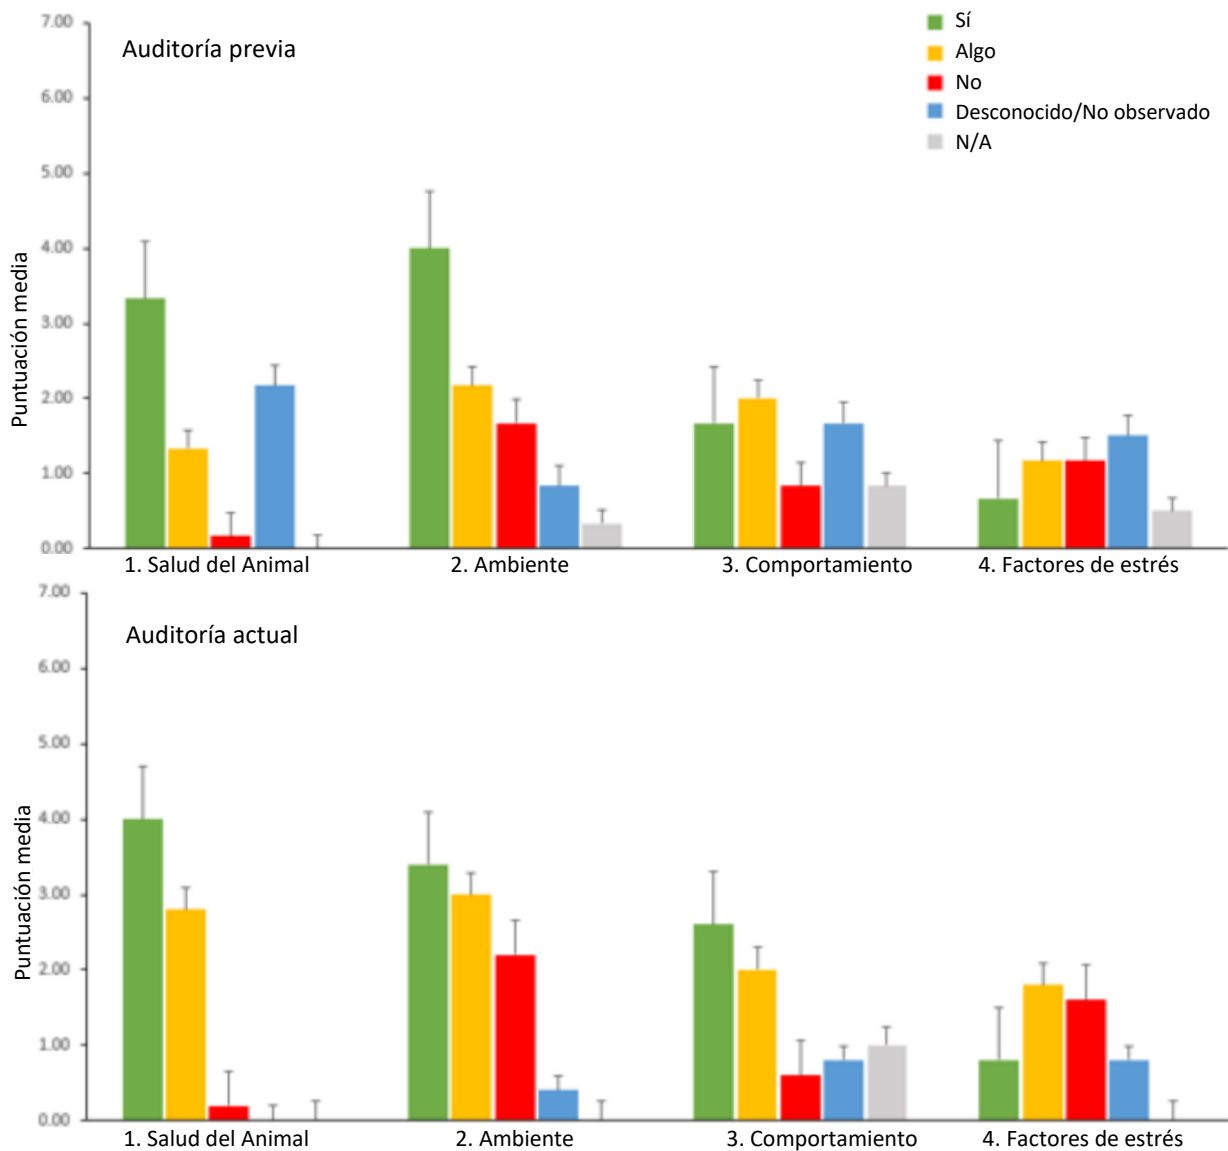 7.00
Auditoría previa
6.00
5.00
4.00
3.00
2.00
1.00
0.00
Puntuación media
Sí
Algo
No
Desconocido/No observado
N/A
1. Salud del Animal
2. Ambiente
3. Comportamiento
4. Factores de estrés
7.00
Auditoría actual
6.00
5.00
4.00
3.00
2.00
1.00
0.00
Puntuación media
1. Salud del Animal
2. Ambiente
3. Comportamiento
4. Factores de estrés